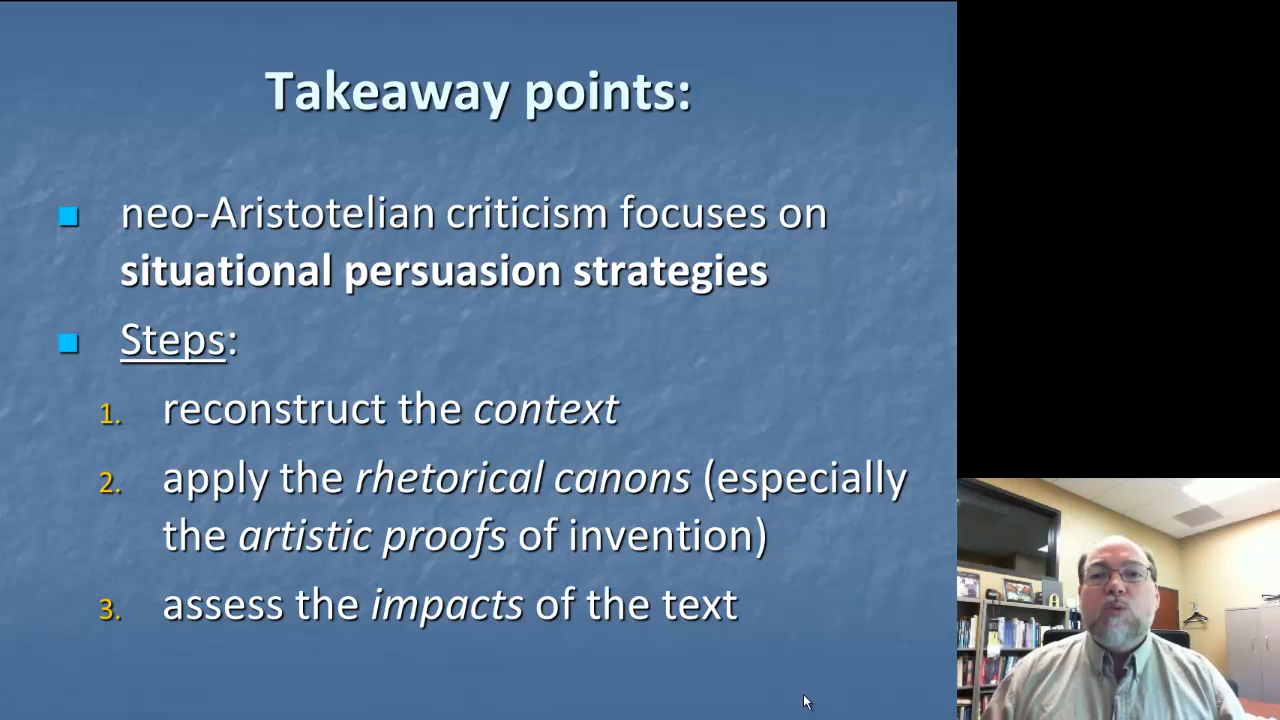 Takeaway points:
neo-Aristotelian criticism focuses on
situational persuasion strategies
Steps:
1. reconstruct the context
2. apply the rhetorical canons (especially
the artistic proofs of invention)
3. assess the impacts of the text